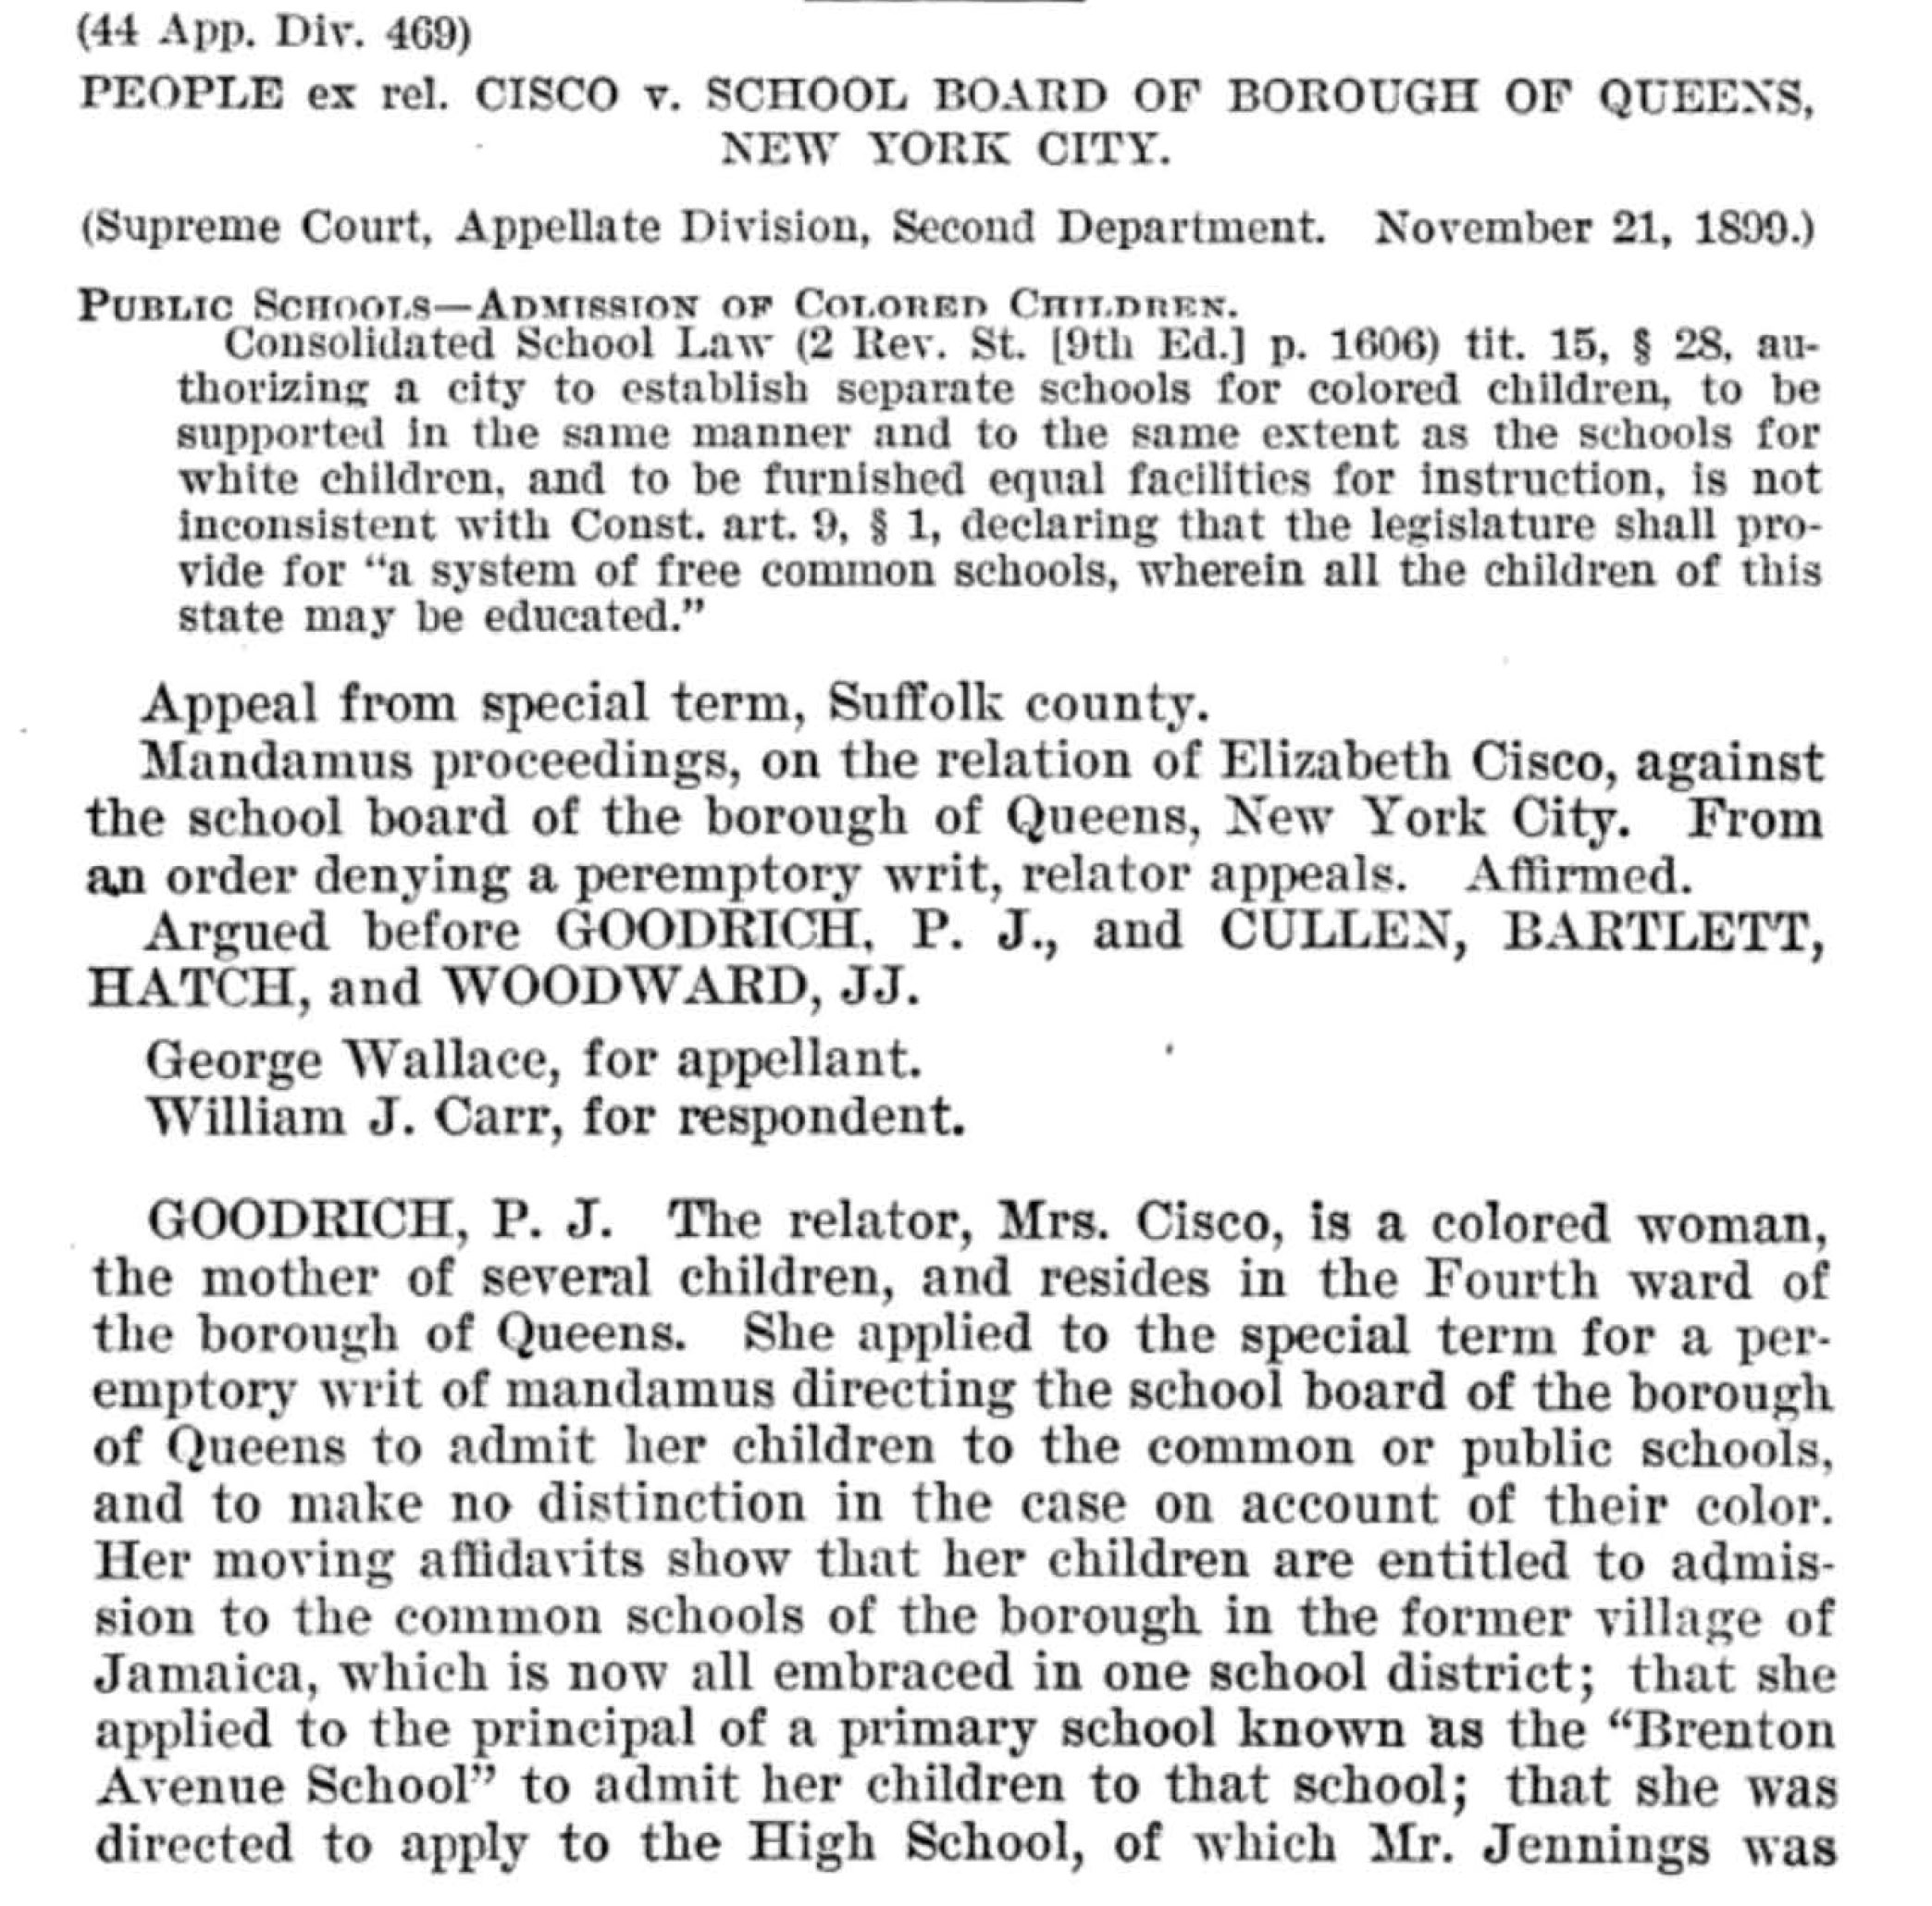 (44 App. Div. 469)
PEOPLE ex rel. CISCO v. SCHOOL BOARD OF BOROUGH OF QUEENS,
NEW YORK CITY.
(Supreme Court, Appellate Division, Second Department. November 21, 1899.)
PUBLIC SCHOOLS—ADMISSION OF COLORED CHILDREN.
Consolidated School Law (2 Rev. St. [9th Ed.] p. 1606) tit. 15, § 28, au-
thorizing a city to establish separate schools for colored children, to be
supported in the same manner and to the same extent as the schools for
white children, and to be furnished equal facilities for instruction, is not
inconsistent with Const. art. 9, § 1, declaring that the legislature shall pro-
vide for "a system of free common schools, wherein all the children of this
state may be educated."
Appeal from special term, Suffolk county.
Mandamus proceedings, on the relation of Elizabeth Cisco, against
the school board of the borough of Queens, New York City. From
an order denying a peremptory writ, relator appeals. Affirmed.
Argued before GOODRICH, P. J., and CULLEN, BARTLETT,
HATCH, and WOODWARD, JJ.
George Wallace, for appellant.
William J. Carr, for respondent.
GOODRICH, P. J. The relator, Mrs. Cisco, is a colored woman,
the mother of several children, and resides in the Fourth ward of
the borough of Queens. She applied to the special term for a per-
emptory writ of mandamus directing the school board of the borough
of Queens to admit her children to the common or public schools,
and to make no distinction in the case on account of their color.
Her moving affidavits show that her children are entitled to admis-
sion to the common schools of the borough in the former village of
Jamaica, which is now all embraced in one school district; that she
applied to the principal of a primary school known as the "Brenton
Avenue School" to admit her children to that school; that she was
directed to apply to the High School, of which Mr. Jennings was